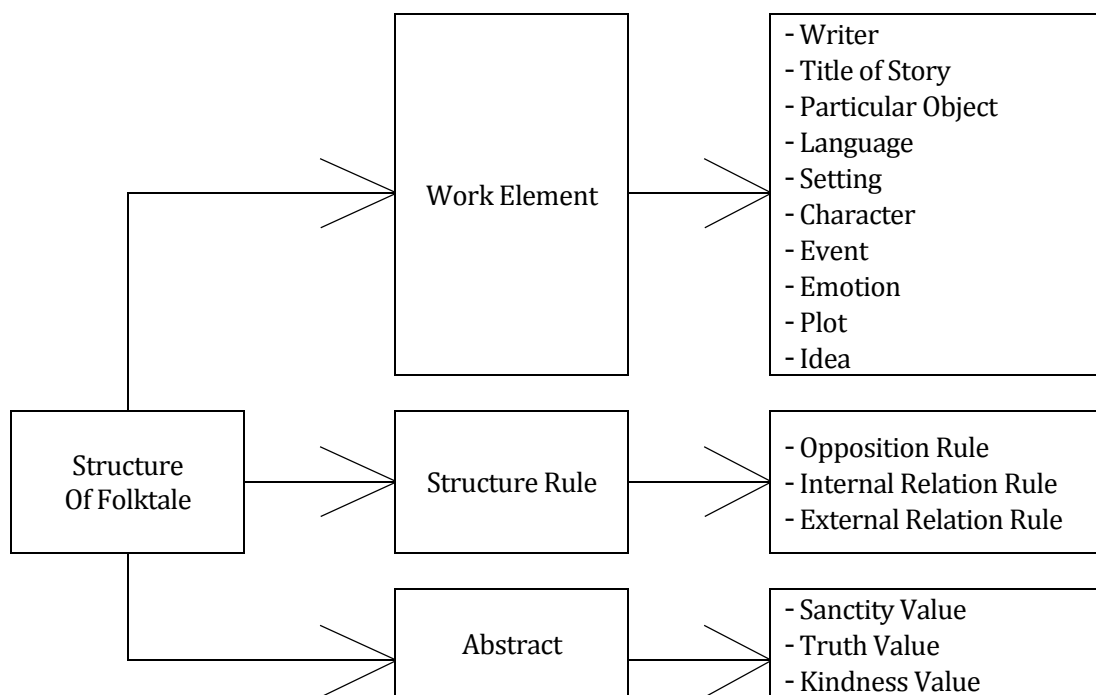 - Writer
- Title of Story
- Particular Object
- Language
- Setting
- Character
- Event
- Emotion
- Plot
- Idea
Work Element
Structure
Of Folktale
Structure Rule
- Opposition Rule
- Internal Relation Rule
- External Relation Rule
Abstract
- Sanctity Value
- Truth Value
- Kindness Value